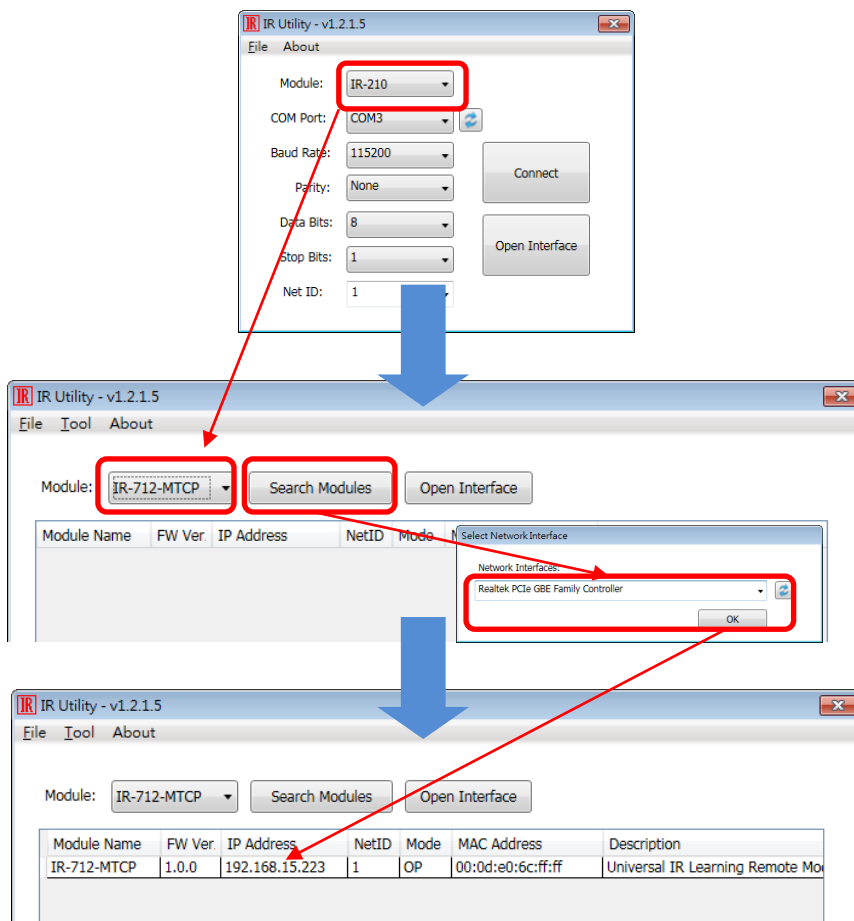 IR IR Utility - v1.2.1.5
File About
Module: IR-210
COM Port: COM3
Baud Rate: 115200
Parity: None
Data Bits: 8
Stop Bits: 1
Net ID: 1
Connect
Open Interface
IR IR Utility - v1.2.1.5
File Tool About
Module: IR-712-MTCP Search Modules Open Interface
Module Name FW Ver. IP Address NetID Mode
Select Network Interface
Network Interfaces:
Realtek PCIe GBE Family Controller
OK
IR IR Utility - v1.2.1.5
File Tool About
Module: IR-712-MTCP Search Modules Open Interface
Module Name FW Ver. IP Address NetID Mode MAC Address Description
IR-712-MTCP 1.0.0 192.168.15.223 1 OP 00:0d:e0:6c:ff:ff Universal IR Learning Remote